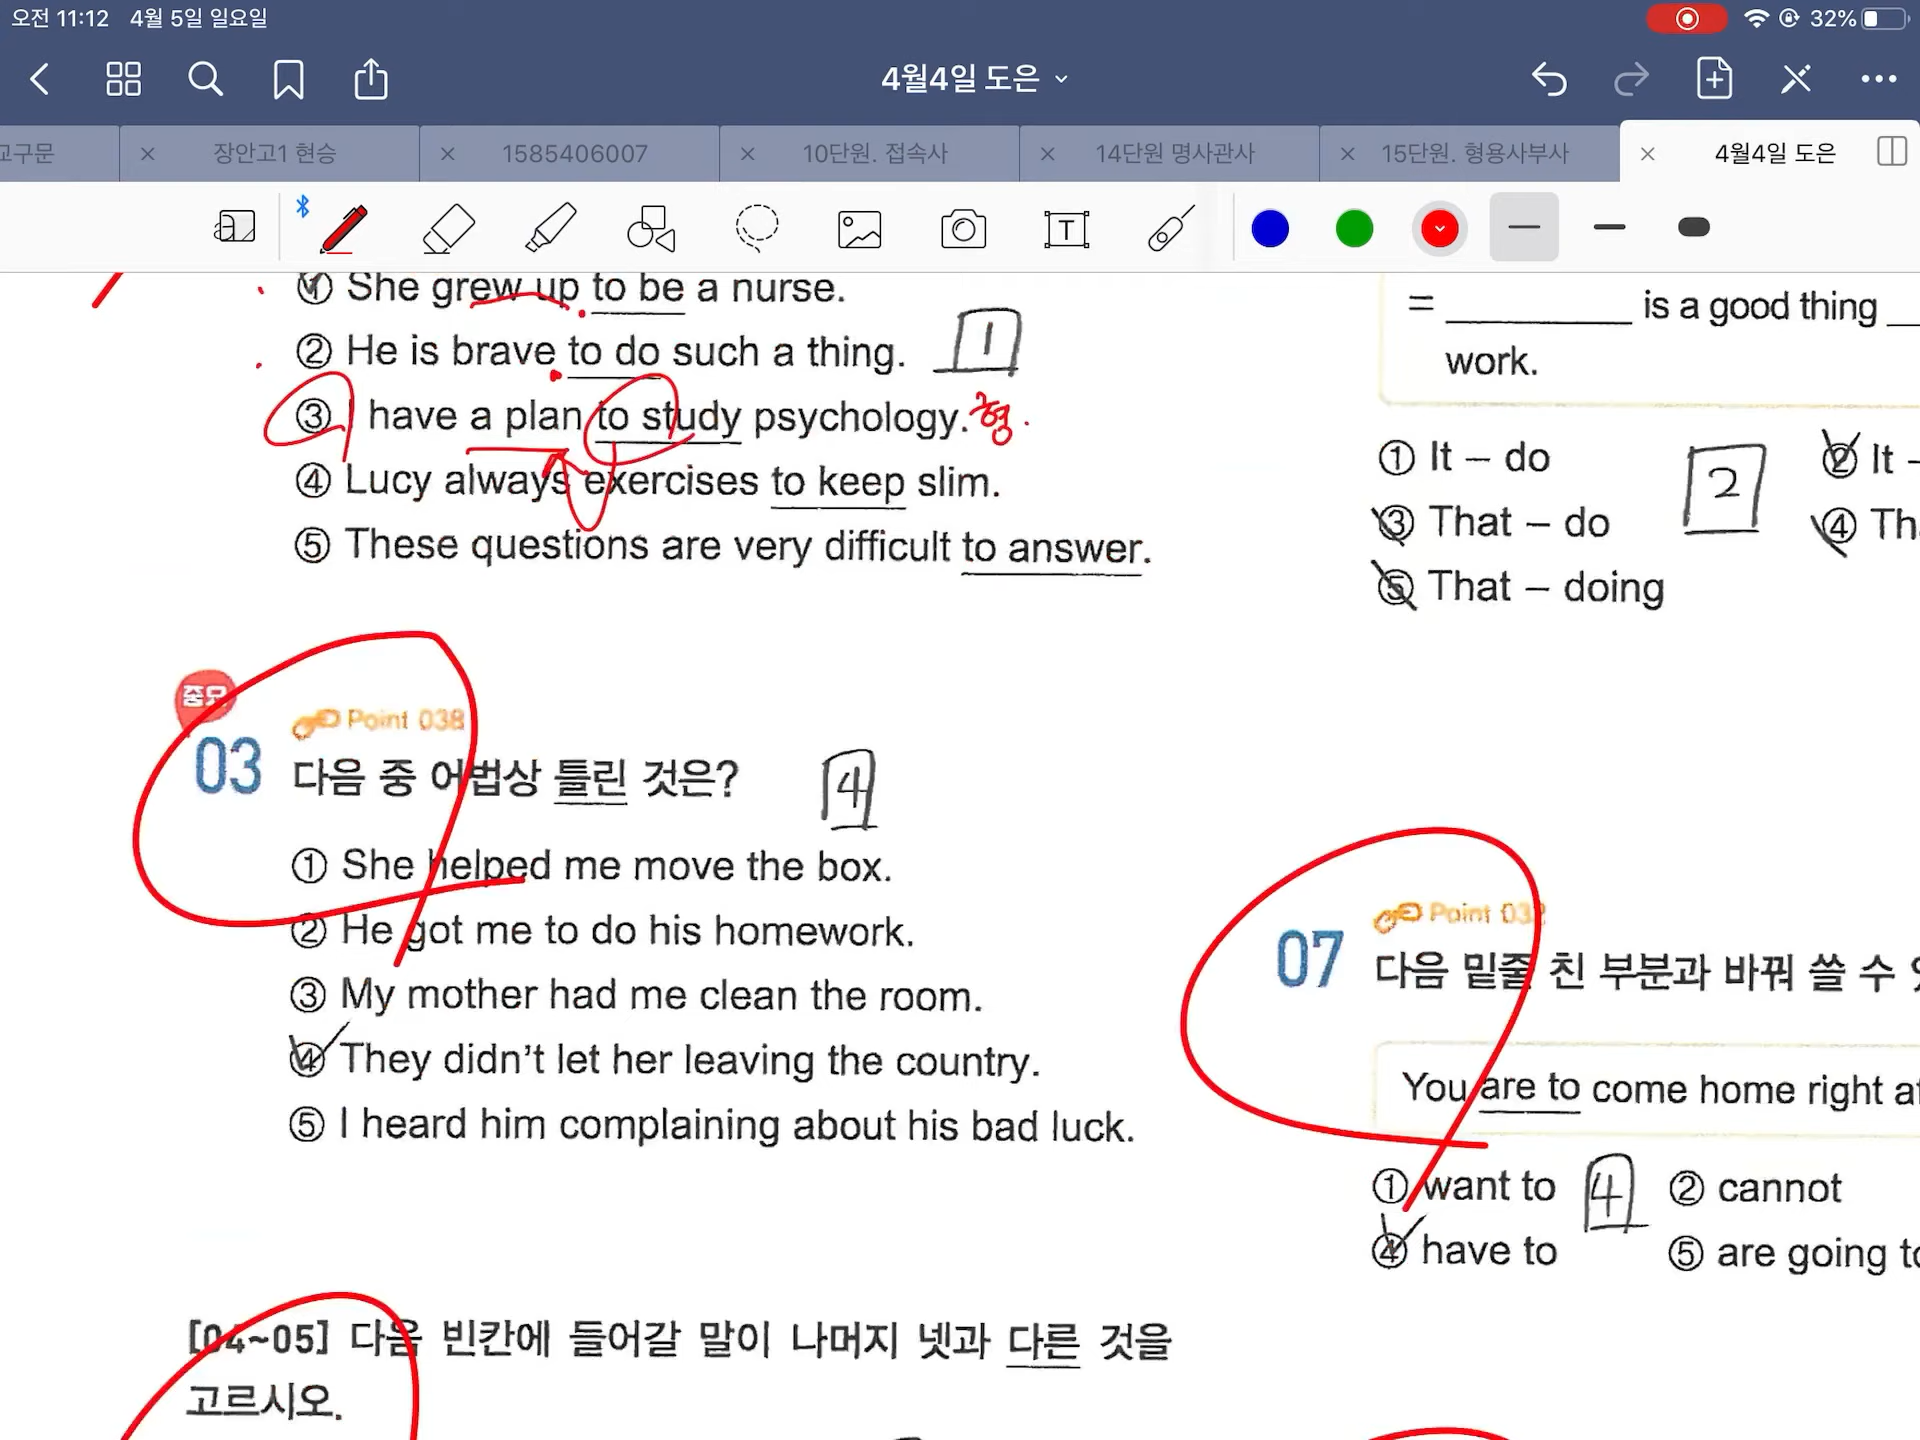 오전 11:12 4월 5일 일요일
32%
4월4일 도은
교구문
장안고1 현승
1585406007
10단원. 접속사
14단원 명사관사
15단원. 형용사부사
4월4일 도은
① She grew up to be a nurse.
② He is brave to do such a thing.
1
③ I have a plan to study psychology.
형
④ Lucy always exercises to keep slim.
⑤ These questions are very difficult to answer.
중요
Point 038
03 다음 중 어법상 틀린 것은?
4
① She helped me move the box.
② He got me to do his homework.
③ My mother had me clean the room.
④ They didn't let her leaving the country.
⑤ I heard him complaining about his bad luck.
[04~05] 다음 빈칸에 들어갈 말이 나머지 넷과 다른 것을
고르시오.
= ________ is a good thing __
work.
① It – do
② It –
2
③ That – do
④ Th
⑤ That – doing
Point 03
07 다음 밑줄 친 부분과 바꿔 쓸 수
You are to come home right af
① want to
4
② cannot
④ have to
⑤ are going to